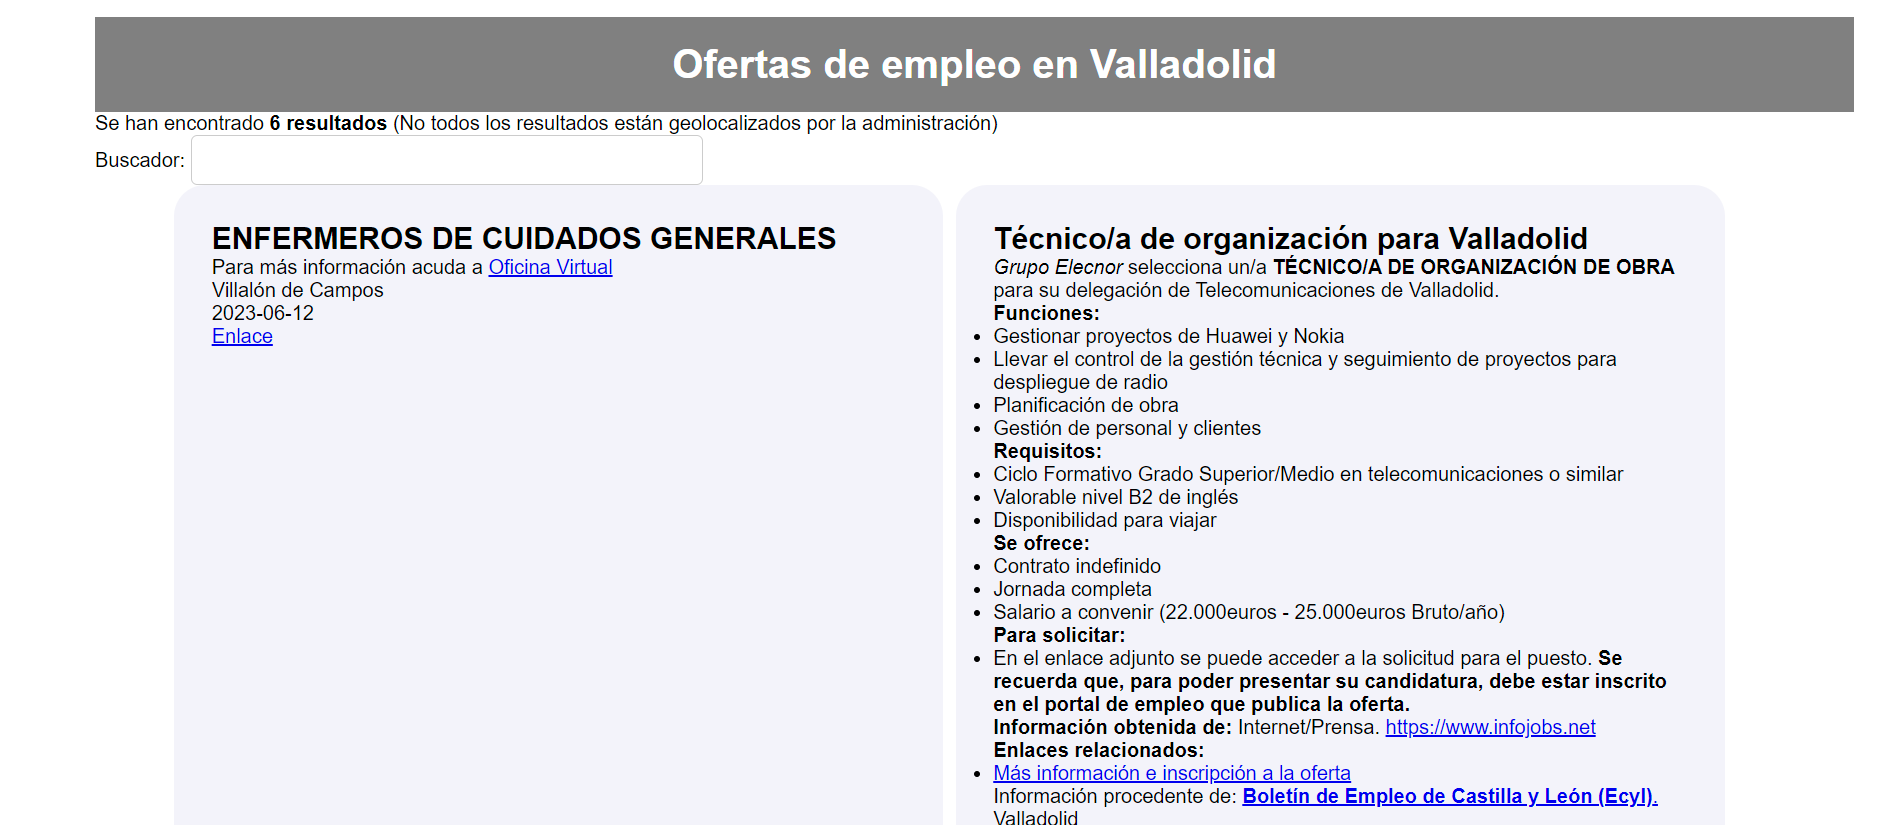 Ofertas de empleo en Valladolid
Se han encontrado 6 resultados (No todos los resultados están geolocalizados por la administración)
Buscador:
ENFERMEROS DE CUIDADOS GENERALES
Para más información acuda a Oficina Virtual
Villalón de Campos
2023-06-12
Enlace
Técnico/a de organización para Valladolid
Grupo Elecnor selecciona un/a TÉCNICO/A DE ORGANIZACIÓN DE OBRA
para su delegación de Telecomunicaciones de Valladolid.
Funciones:
• Gestionar proyectos de Huawei y Nokia
• Llevar el control de la gestión técnica y seguimiento de proyectos para
despliegue de radio
• Planificación de obra
• Gestión de personal y clientes
Requisitos:
• Ciclo Formativo Grado Superior/Medio en telecomunicaciones o similar
• Valorable nivel B2 de inglés
• Disponibilidad para viajar
Se ofrece:
• Contrato indefinido
• Jornada completa
• Salario a convenir (22.000euros - 25.000euros Bruto/año)
Para solicitar:
• En el enlace adjunto se puede acceder a la solicitud para el puesto. Se
recuerda que, para poder presentar su candidatura, debe estar inscrito
en el portal de empleo que publica la oferta.
Información obtenida de: Internet/Prensa. https://www.infojobs.net
Enlaces relacionados:
• Más información e inscripción a la oferta
Información procedente de: Boletín de Empleo de Castilla y León (Ecyl).
Valladolid